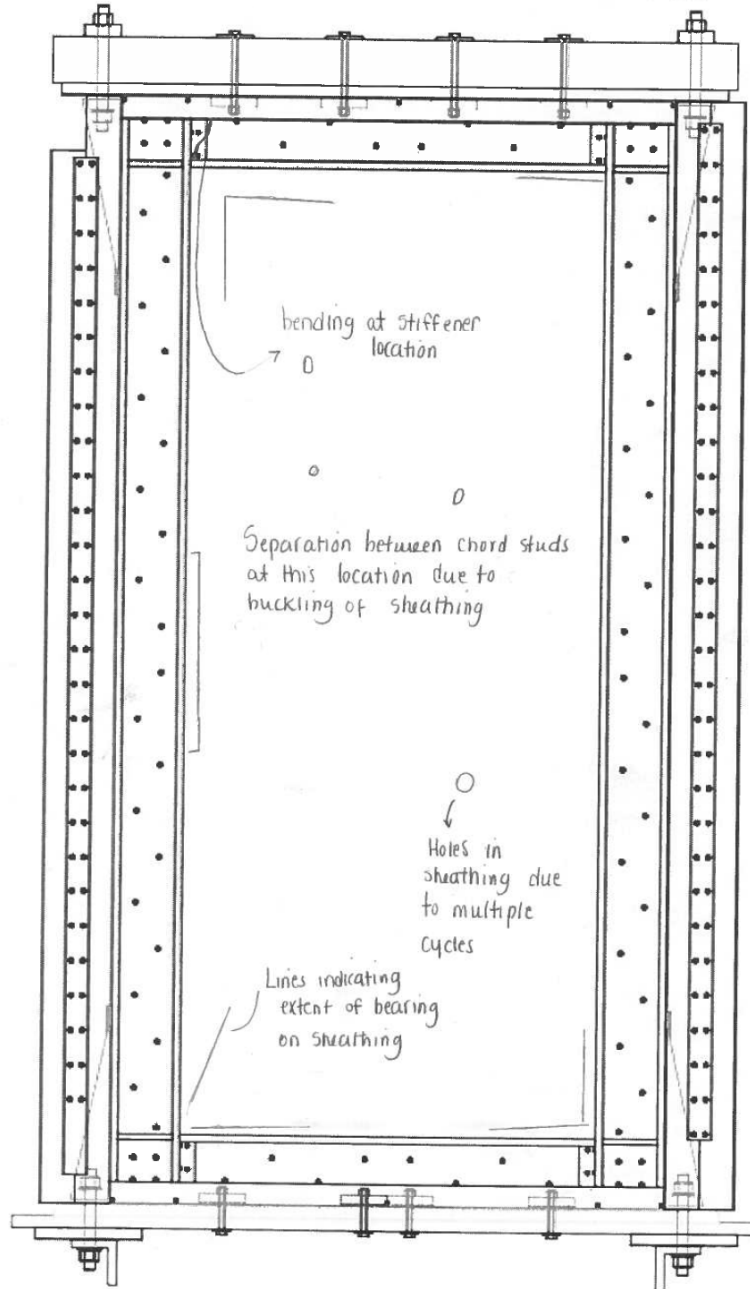 bending at stiffener
location
Separation between chord studs
at this location due to
buckling of sheathing
Holes in
sheathing due
to multiple
cycles
Lines indicating
extent of bearing
on sheathing